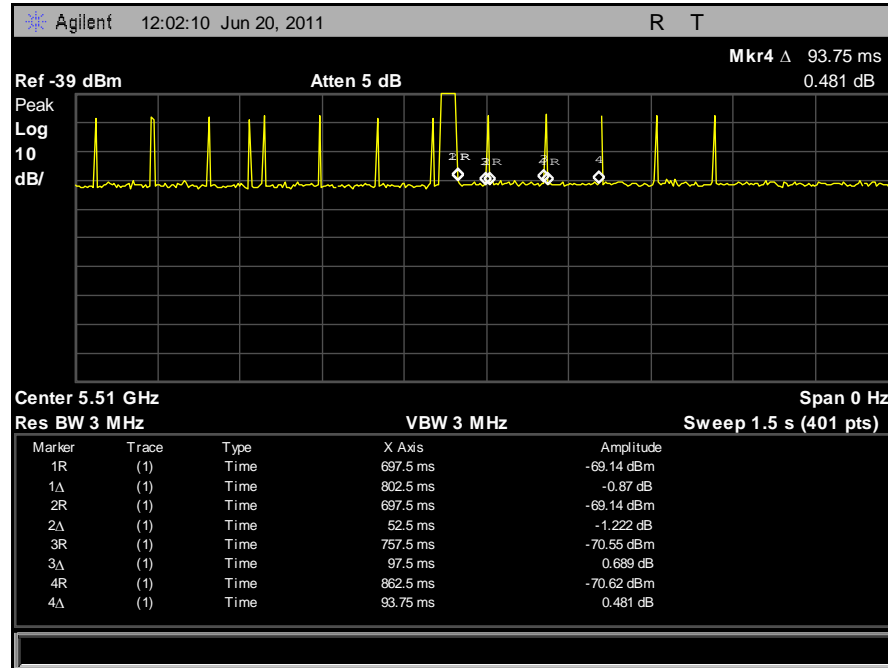 Agilent 12:02:10 Jun 20, 2011 R T
Mkr4 Δ 93.75 ms
Ref -39 dBm Atten 5 dB 0.481 dB
Peak
Log
10
dB/
R
R
R
4
Center 5.51 GHz Span 0 Hz
Res BW 3 MHz VBW 3 MHz Sweep 1.5 s (401 pts)
Marker Trace Type X Axis Amplitude
1R (1) Time 697.5 ms -69.14 dBm
1Δ (1) Time 802.5 ms -0.87 dB
2R (1) Time 697.5 ms -69.14 dBm
2Δ (1) Time 52.5 ms -1.222 dB
3R (1) Time 757.5 ms -70.55 dBm
3Δ (1) Time 97.5 ms 0.689 dB
4R (1) Time 862.5 ms -70.62 dBm
4Δ (1) Time 93.75 ms 0.481 dB